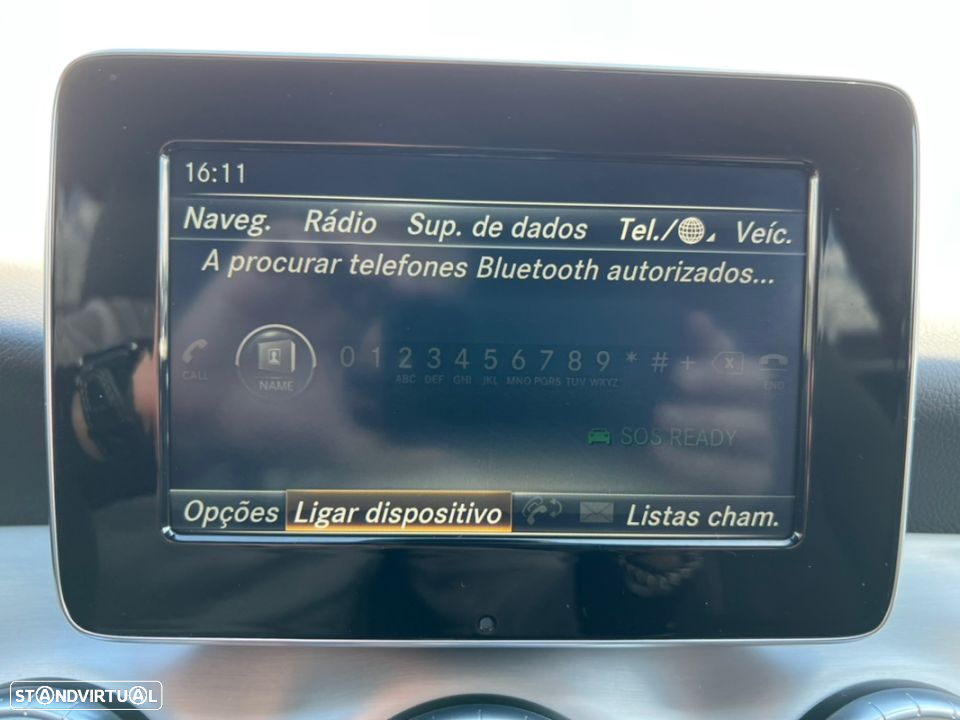 16:11
Naveg. Rádio Sup. de dados Tel./ Veíc.
A procurar telefones Bluetooth autorizados...
0 1 2 3 4 5 6 7 8 9 * # +
CALL NAME ABC DEF GHI JKL MNO PQRS TUV WXYZ END
SOS READY
Opções Ligar dispositivo Listas cham.
STANDVIRTUAL